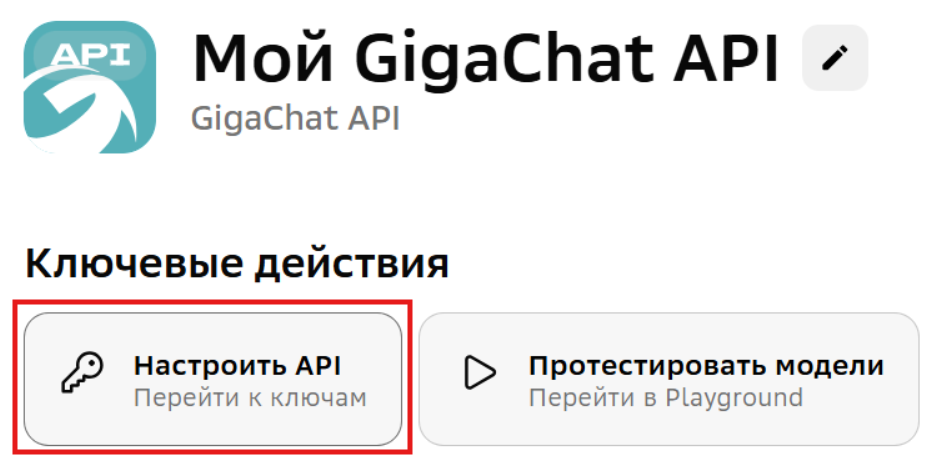 API
Мой GigaChat API
GigaChat API
Ключевые действия
Настроить API
Перейти к ключам
Протестировать модели
Перейти в Playground